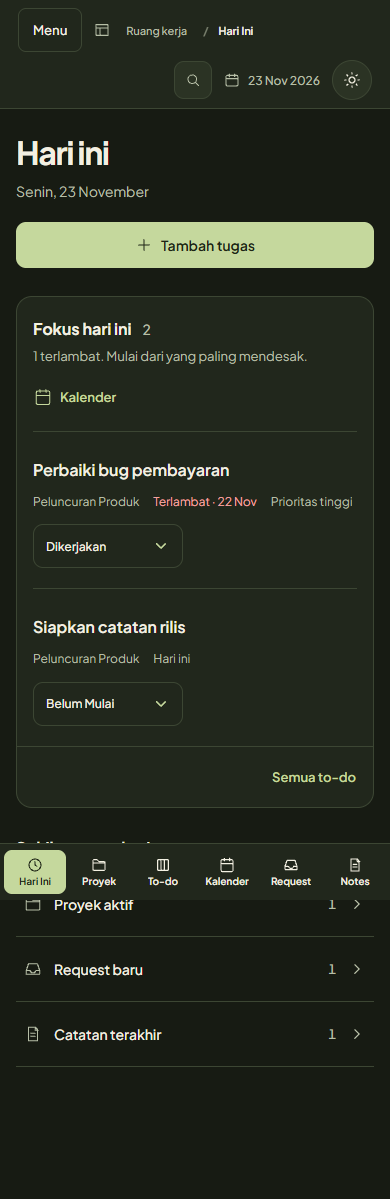 Menu
Ruang kerja / Hari Ini
23 Nov 2026
Hari ini
Senin, 23 November
Tambah tugas
Fokus hari ini 2
1 terlambat. Mulai dari yang paling mendesak.
Kalender
Perbaiki bug pembayaran
Peluncuran Produk Terlambat · 22 Nov Prioritas tinggi
Dikerjakan
Siapkan catatan rilis
Peluncuran Produk Hari ini
Belum Mulai
Semua to-do
Hari Ini Proyek To-do Kalender Request Notes
Proyek aktif 1
Request baru 1
Catatan terakhir 1